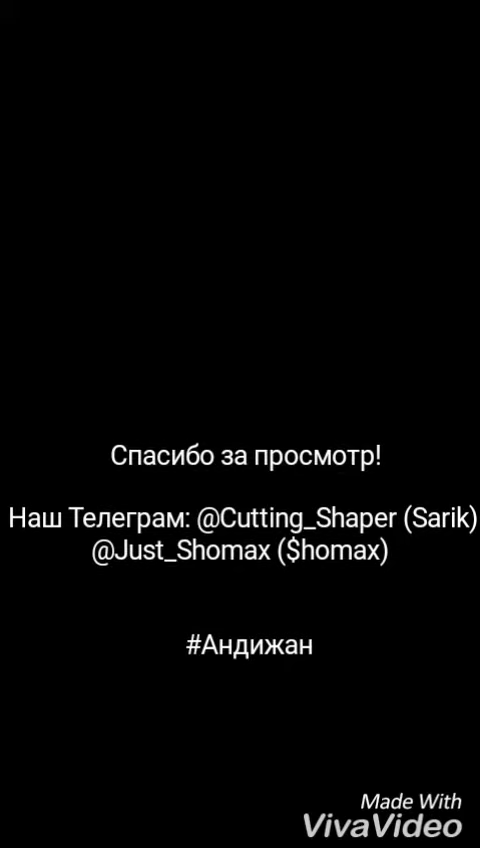 Спасибо за просмотр!
Наш Телеграм: @Cutting_Shaper (Sarik)
@Just_Shomax ($homax)
#Андижан
Made With
VivaVideo